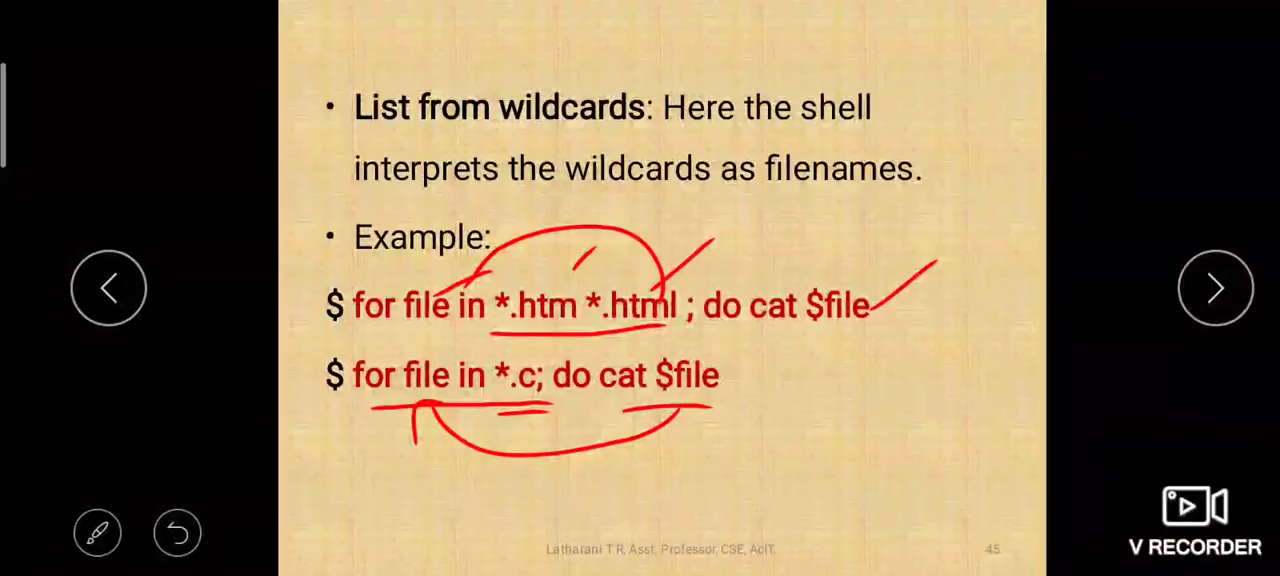 • List from wildcards: Here the shell
interprets the wildcards as filenames.
• Example:
$ for file in *.htm *.html ; do cat $file
$ for file in *.c; do cat $file
Latharani T R, Asst. Professor, CSE, AcIT.
45
V RECORDER